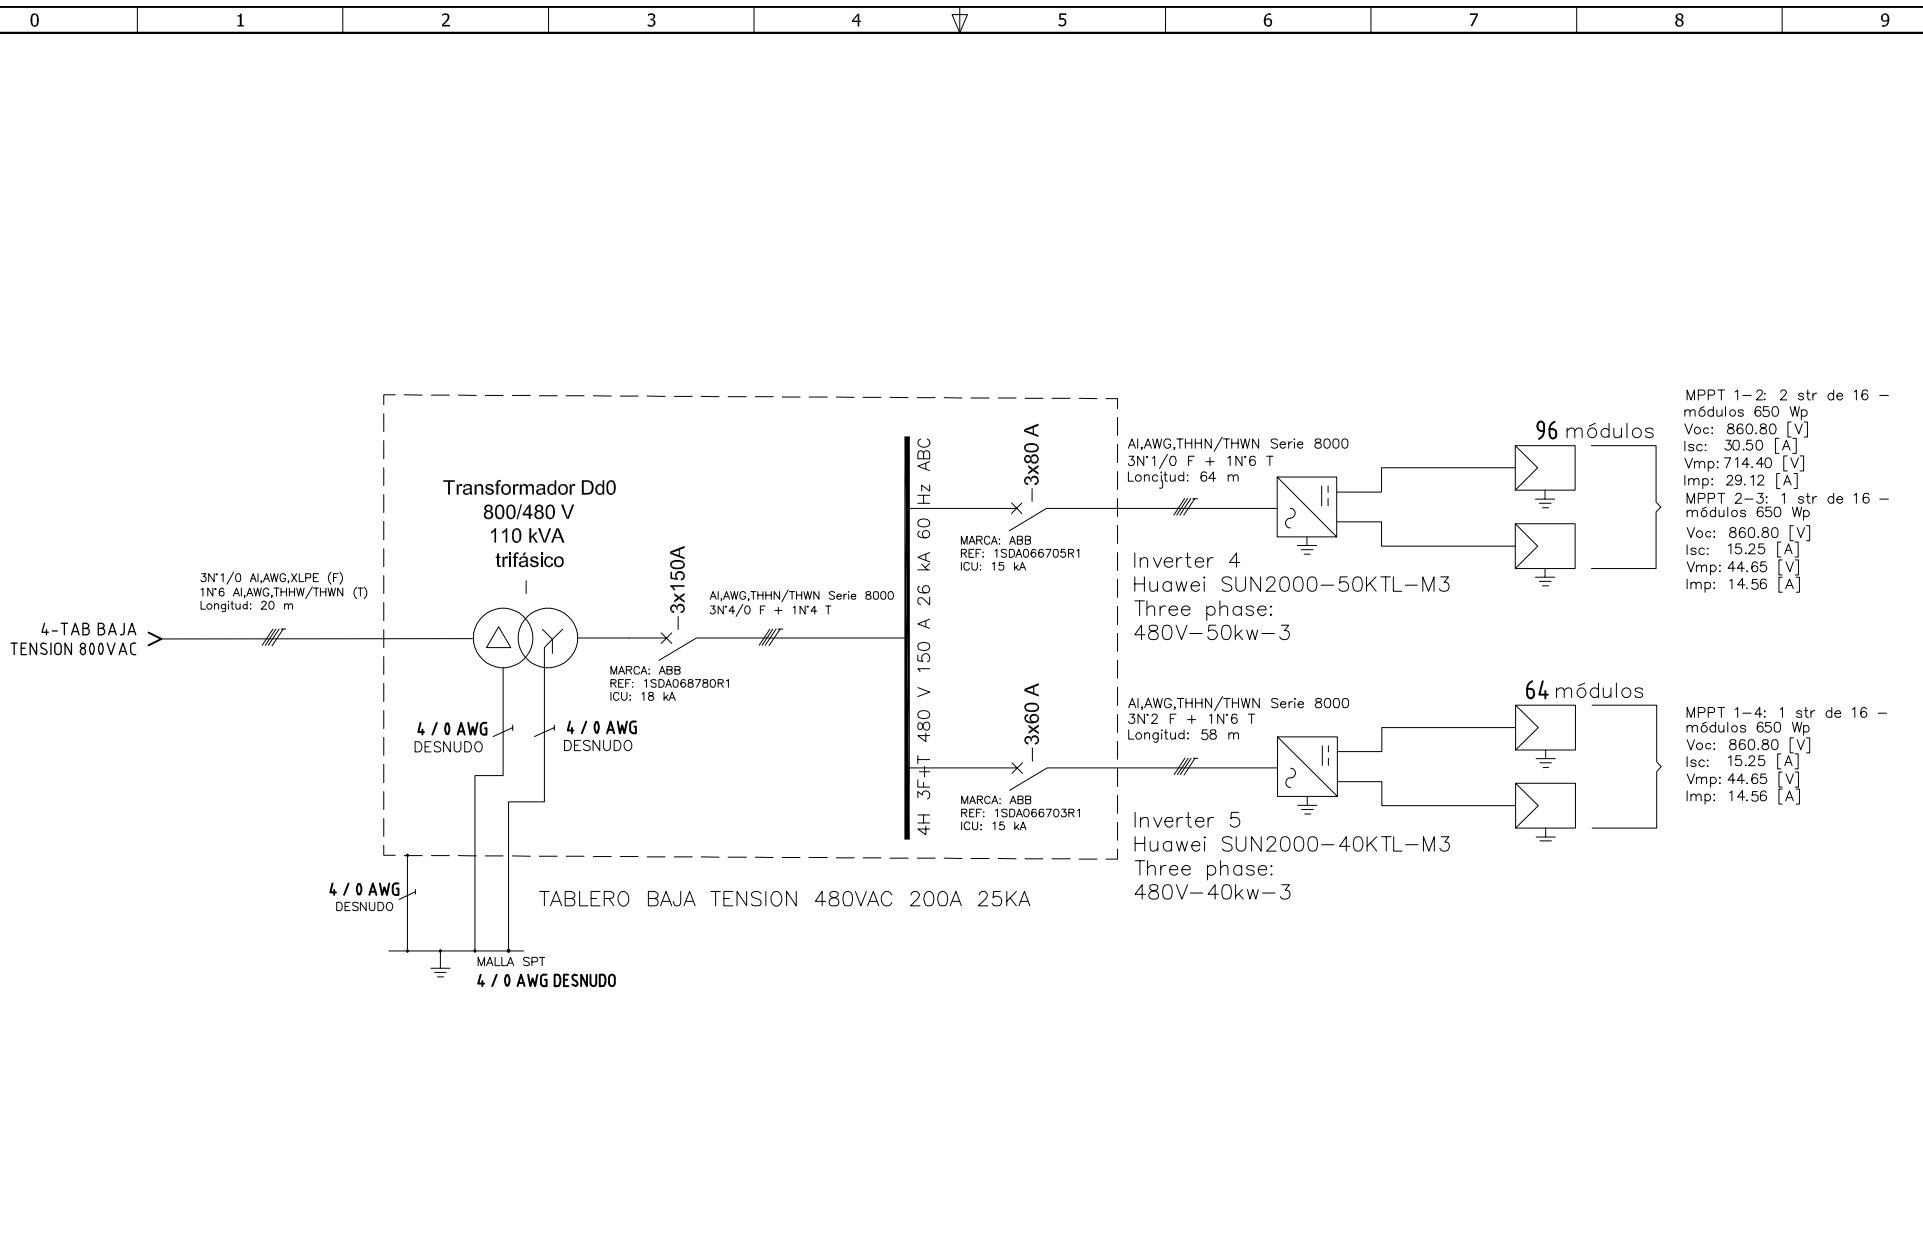 0 1 2 3 4 5 6 7 8 9
4-TAB BAJA
TENSION 800VAC
3N°1/0 Al,AWG,XLPE (F)
1N°6 Al,AWG,THHW/THWN (T)
Longitud: 20 m
Transformador Dd0
800/480 V
110 kVA
trifásico
3x150A
MARCA: ABB
REF: 1SDA068780R1
ICU: 18 kA
Al,AWG,THHN/THWN Serie 8000
3N°4/0 F + 1N°4 T
4/0 AWG
DESNUDO
4/0 AWG
DESNUDO
4/0 AWG
DESNUDO
MALLA SPT
4/0 AWG DESNUDO
TABLERO BAJA TENSION 480VAC 200A 25KA
4H 3F+T 480 V 150 A 26 kA 60 Hz ABC
3x80 A
MARCA: ABB
REF: 1SDA066705R1
ICU: 15 kA
Al,AWG,THHN/THWN Serie 8000
3N°1/0 F + 1N°6 T
Loncjtud: 64 m
Inverter 4
Huawei SUN2000-50KTL-M3
Three phase:
480V-50kw-3
96 módulos
MPPT 1-2: 2 str de 16 -
módulos 650 Wp
Voc: 860.80 [V]
Isc: 30.50 [A]
Vmp: 714.40 [V]
Imp: 29.12 [A]
MPPT 2-3: 1 str de 16 -
módulos 650 Wp
Voc: 860.80 [V]
Isc: 15.25 [A]
Vmp: 44.65 [V]
Imp: 14.56 [A]
3x60 A
MARCA: ABB
REF: 1SDA066703R1
ICU: 15 kA
Al,AWG,THHN/THWN Serie 8000
3N°2 F + 1N°6 T
Longitud: 58 m
Inverter 5
Huawei SUN2000-40KTL-M3
Three phase:
480V-40kw-3
64 módulos
MPPT 1-4: 1 str de 16 -
módulos 650 Wp
Voc: 860.80 [V]
Isc: 15.25 [A]
Vmp: 44.65 [V]
Imp: 14.56 [A]